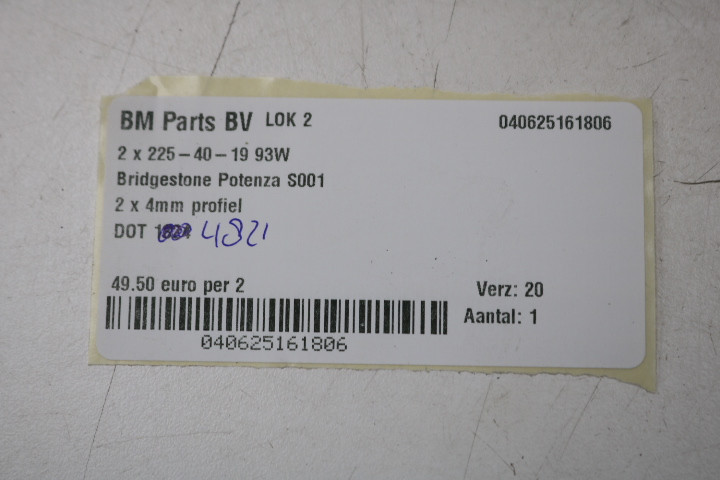 BM Parts BV LOK 2 040625161806
2 x 225-40-19 93W
Bridgestone Potenza S001
2 x 4mm profiel
DOT 4821
49.50 euro per 2 Verz: 20
Aantal: 1
040625161806